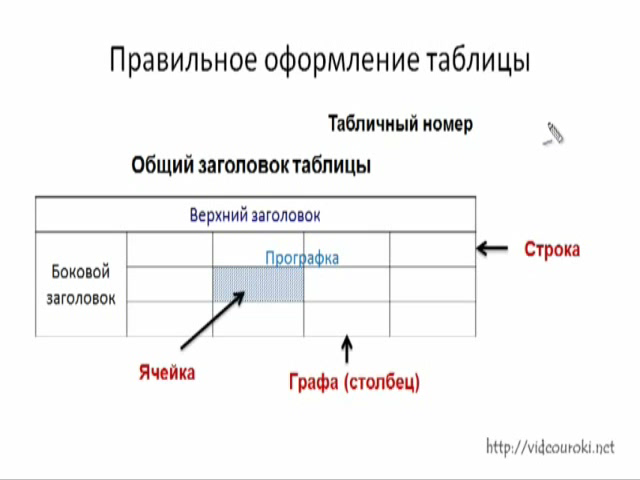 Правильное оформление таблицы
Табличный номер
Общий заголовок таблицы
Верхний заголовок
Строка
Прографка
Боковой
заголовок
Ячейка
Графа (столбец)
http://videouroki.net